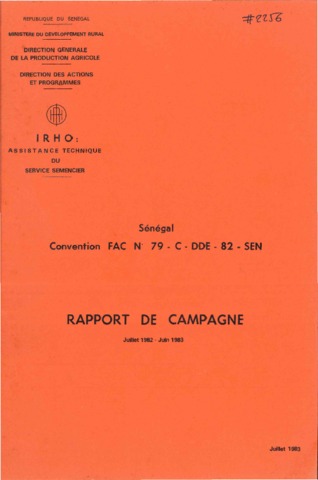 REPUBLIQUE DU SENEGAL
#2256
MINISTERE DU DEVELOPPEMENT RURAL
DIRECTION GÉNÉRALE
DE LA PRODUCTION AGRICOLE
DIRECTION DES ACTIONS
ET PROGRAMMES
IRHO:
ASSISTANCE TECHNIQUE
DU
SERVICE SEMENCIER
Sénégal
Convention FAC N° 79 - C - DDE - 82 - SEN
RAPPORT DE CAMPAGNE
Juillet 1982 - Juin 1983
Juillet 1983